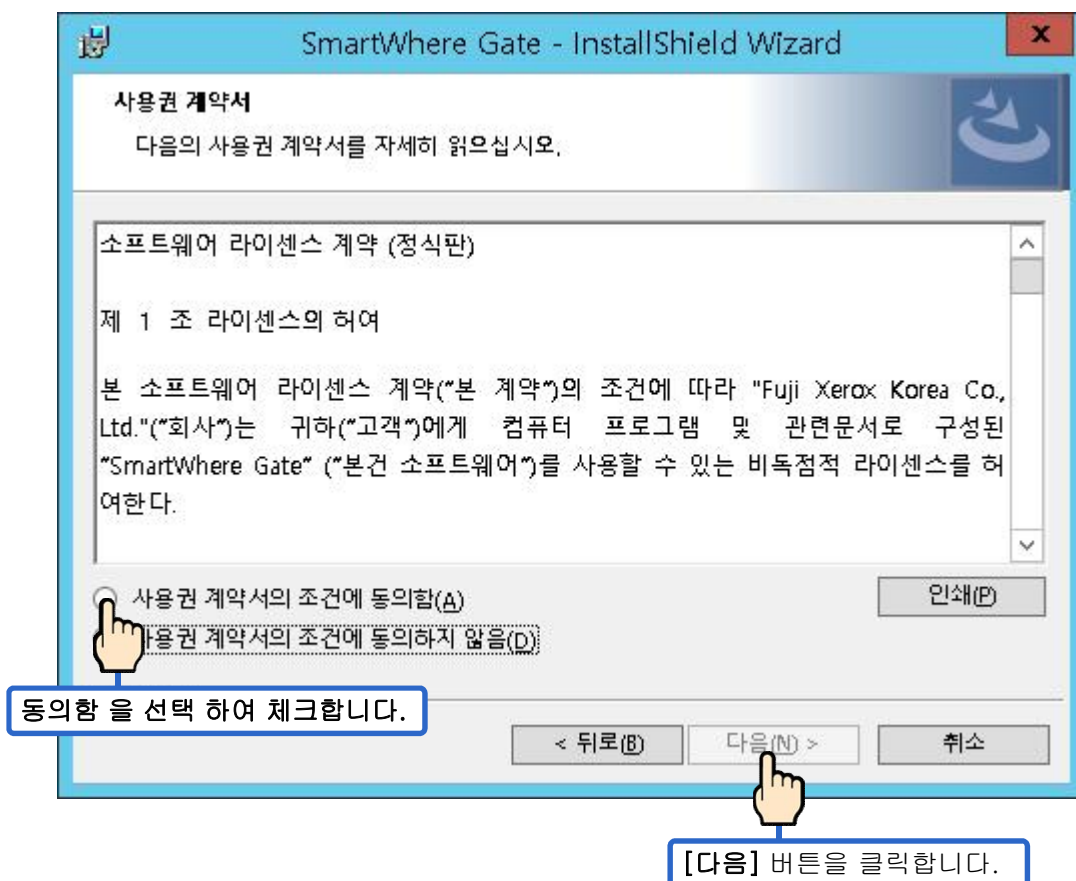 SmartWhere Gate - InstallShield Wizard
사용권 계약서
다음의 사용권 계약서를 자세히 읽으십시오.
소프트웨어 라이센스 계약 (정식판)
제 1 조 라이센스의 허여
본 소프트웨어 라이센스 계약("본 계약")의 조건에 따라 "Fuji Xerox Korea Co.,
Ltd."("회사")는 귀하("고객")에게 컴퓨터 프로그램 및 관련문서로 구성된
"SmartWhere Gate" ("본건 소프트웨어")를 사용할 수 있는 비독점적 라이센스를 허
여한다.
사용권 계약서의 조건에 동의함(A)
인쇄(P)
사용권 계약서의 조건에 동의하지 않음(D)
동의함 을 선택 하여 체크합니다.
< 뒤로(B)
다음(N) >
취소
[다음] 버튼을 클릭합니다.